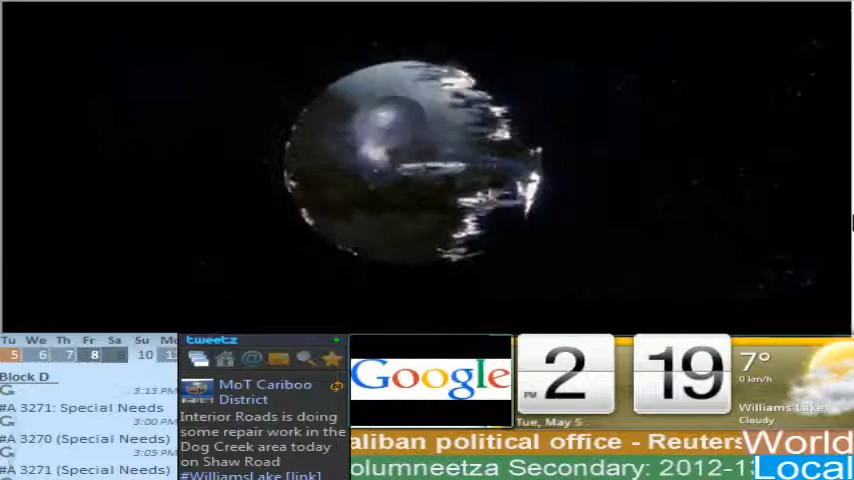 Tu We Th Fr Sa Su Mo
5 6 7 8 9 10 1
Block D
3:13 PM
#A 3271: Special Needs
3:00 PM
#A 3270 (Special Needs)
3:05 PM
#A 3271 (Special Needs)
tweetz
MoT Cariboo
District
Interior Roads is doing
some repair work in the
Dog Creek area today
on Shaw Road
#WilliamsLake [link]
Google
PM 2 19
Tue, May 5
7°
0 km/h
Williams Lake
Cloudy
aliban political office - Reuters
World
olumneetza Secondary: 2012-13
Local